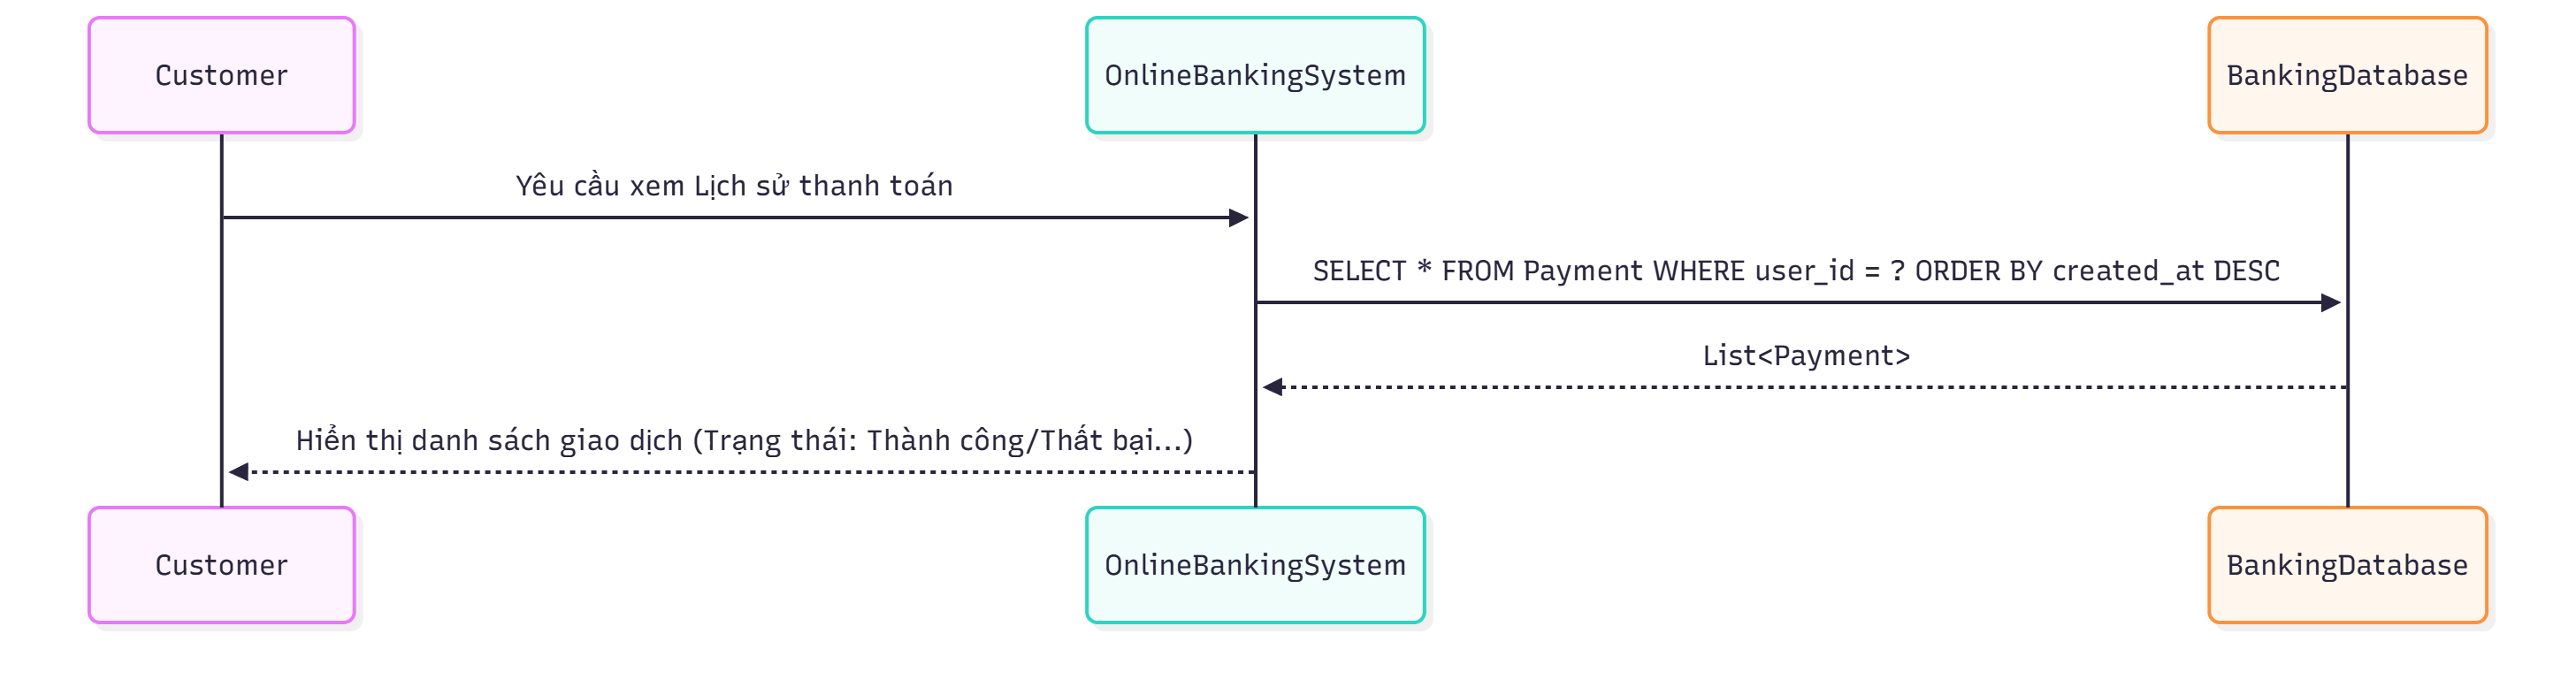 Customer
OnlineBankingSystem
BankingDatabase
Yêu cầu xem Lịch sử thanh toán
SELECT * FROM Payment WHERE user_id = ? ORDER BY created_at DESC
List<Payment>
Hiển thị danh sách giao dịch (Trạng thái: Thành công/Thất bại...)
Customer
OnlineBankingSystem
BankingDatabase